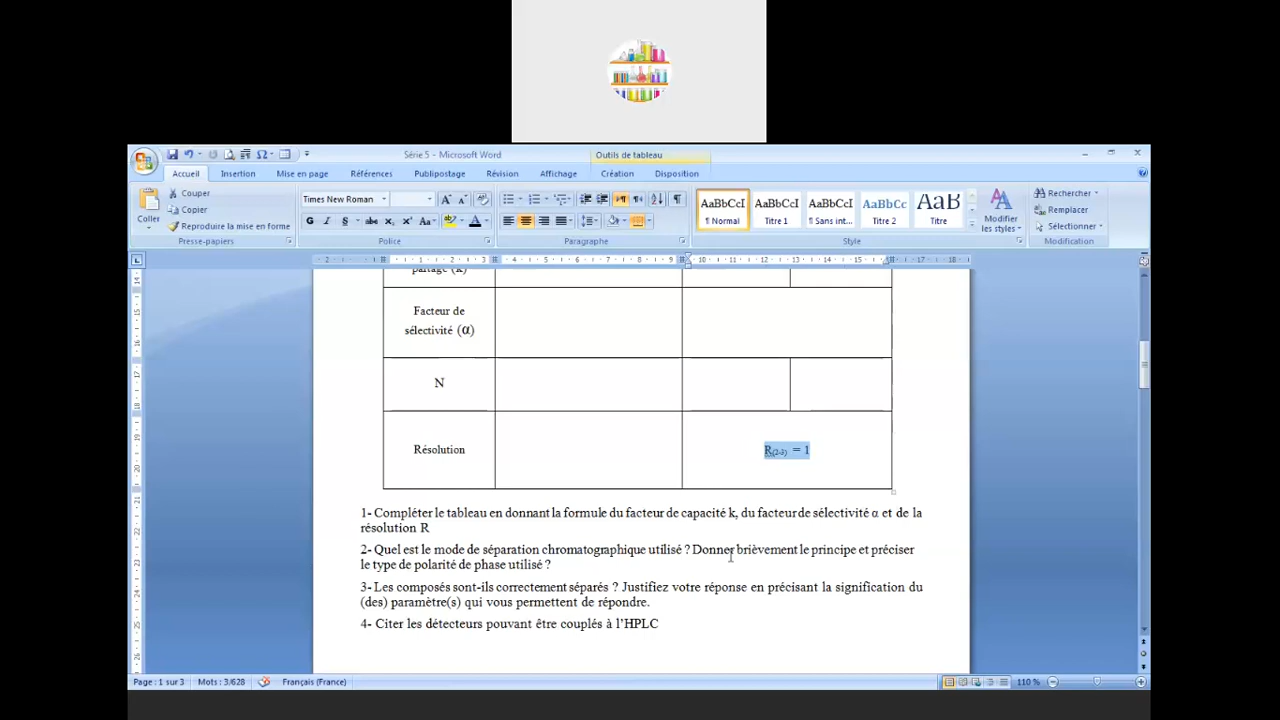 Série 5 - Microsoft Word
Outils de tableau
Accueil
Insertion
Mise en page
Références
Publipostage
Révision
Affichage
Création
Disposition
Coller
Couper
Copier
Reproduire la mise en forme
Presse-papiers
Times New Roman
Police
Paragraphe
AaBbCcI
¶ Normal
AaBbCcI
Titre 1
AaBbCcI
¶ Sans int...
AaBbCc
Titre 2
AaBb
Titre
Style
Modifier
les styles
Rechercher
Remplacer
Sélectionner
Modification
partage (k)
Facteur de
sélectivité (α)
N
Résolution
R(2-3) = 1
1- Compléter le tableau en donnant la formule du facteur de capacité k, du facteur de sélectivité α et de la
résolution R
2- Quel est le mode de séparation chromatographique utilisé ? Donner brièvement le principe et préciser
le type de polarité de phase utilisé ?
3- Les composés sont-ils correctement séparés ? Justifiez votre réponse en précisant la signification du
(des) paramètre(s) qui vous permettent de répondre.
4- Citer les détecteurs pouvant être couplés à l'HPLC
Page : 1 sur 3
Mots : 3/628
Français (France)
110 %